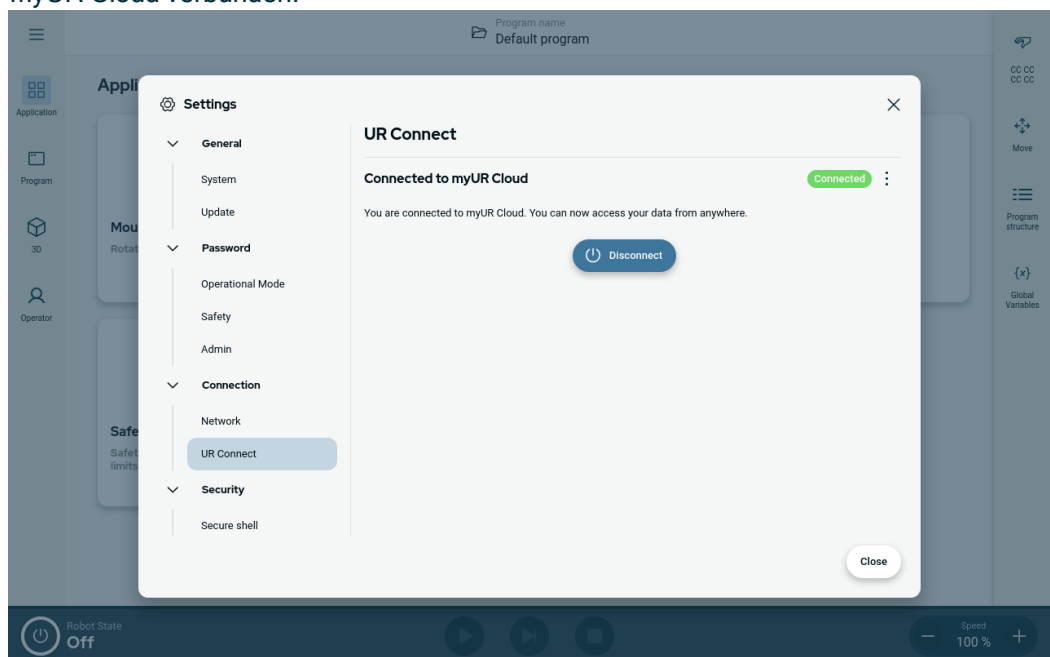 myUR Cloud verbunden.
Program name
Default program
Application
Program
3D
Operator
Appli
Mou
Rotat
Safe
Safet
limits
Settings
General
System
Update
Password
Operational Mode
Safety
Admin
Connection
Network
UR Connect
Security
Secure shell
UR Connect
Connected to myUR Cloud
Connected
You are connected to myUR Cloud. You can now access your data from anywhere.
Disconnect
Close
CC CC
CC CC
Move
Program
structure
{x}
Global
Variables
Robot State
Off
Speed
100 %